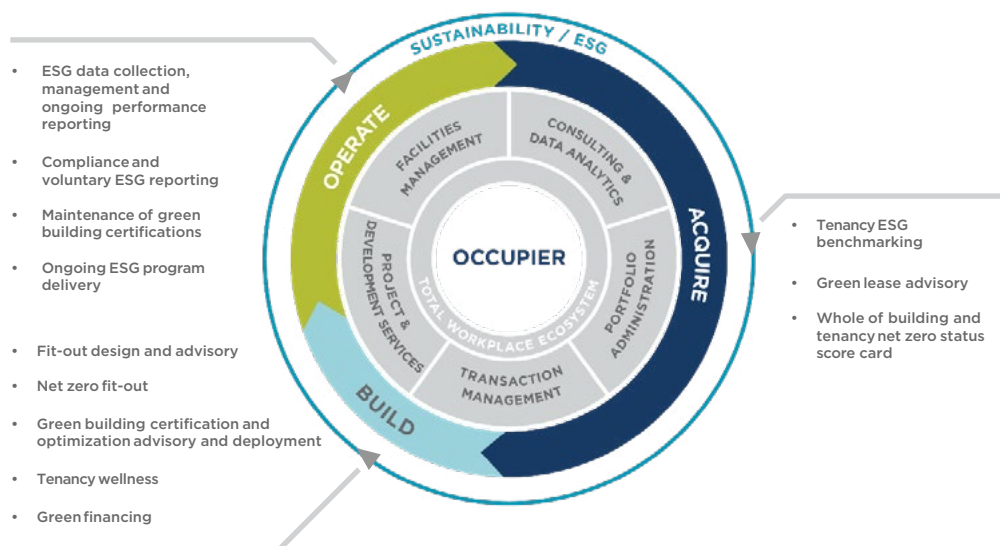 SUSTAINABILITY / ESG
• ESG data collection,
management and
ongoing performance
reporting
• Compliance and
voluntary ESG reporting
• Maintenance of green
building certifications
• Ongoing ESG program
delivery
• Fit-out design and advisory
• Net zero fit-out
• Green building certification and
optimization advisory and deployment
• Tenancy wellness
• Green financing
OPERATE
ACQUIRE
BUILD
FACILITIES
MANAGEMENT
CONSULTING &
DATA ANALYTICS
PORTFOLIO
ADMINISTRATION
TRANSACTION
MANAGEMENT
PROJECT &
DEVELOPMENT SERVICES
OCCUPIER
TOTAL WORKPLACE ECOSYSTEM
• Tenancy ESG
benchmarking
• Green lease advisory
• Whole of building and
tenancy net zero status
score card